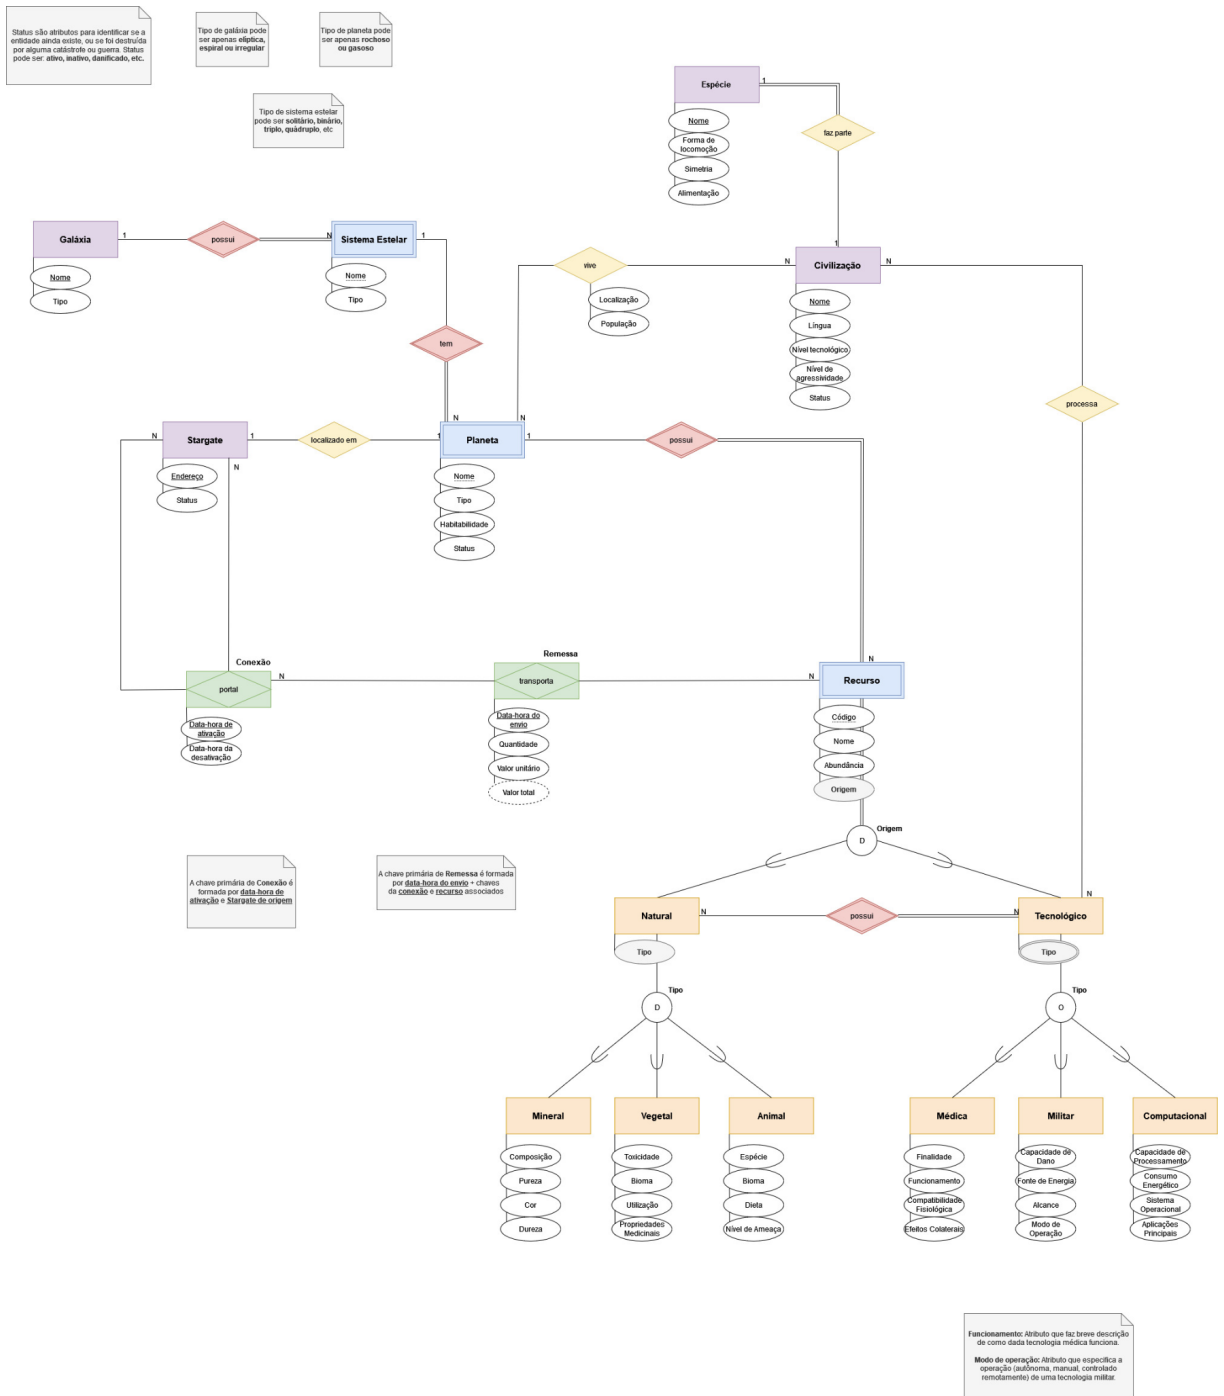 Status são atributos para identificar se a
entidade ainda existe, ou se foi destruída
por alguma catástrofe ou guerra. Status
pode ser: ativo, inativo, danificado, etc.
Tipo de galáxia pode
ser apenas elíptica,
espiral ou irregular
Tipo de planeta pode
ser apenas rochoso
ou gasoso
Tipo de sistema estelar
pode ser solitário, binário,
triplo, quádruplo, etc
Espécie
1
Nome
Forma de
locomoção
Simetria
Alimentação
faz parte
1
Galáxia
1
possui
N
Sistema Estelar
1
Nome
Tipo
Nome
Tipo
tem
N
vive
Localização
População
N
Civilização
N
Nome
Língua
Nível tecnológico
Nível de
agressividade
Status
processa
N
N
Stargate
1
localizado em
1
Planeta
N
1
possui
N
Endereço
Status
Nome
Tipo
Habitabilidade
Status
Conexão
portal
N
Data-hora de
ativação
Data-hora da
desativação
Remessa
transporta
N
Data-hora do
envio
Quantidade
Valor unitário
Valor total
N
Recurso
Código
Nome
Abundância
Origem
D
Origem
A chave primária de Conexão é
formada por data-hora de
ativação e Stargate de origem
A chave primária de Remessa é formada
por data-hora do envio + chaves
da conexão e recurso associados
Natural
N
possui
N
Tecnológico
Tipo
Tipo
D
Tipo
O
Tipo
Mineral
Composição
Pureza
Cor
Dureza
Vegetal
Toxicidade
Bioma
Utilização
Propriedades
Medicinais
Animal
Espécie
Bioma
Dieta
Nível de Ameaça
Médica
Finalidade
Funcionamento
Compatibilidade
Fisiológica
Efeitos Colaterais
Militar
Capacidade de
Dano
Fonte de Energia
Alcance
Modo de
Operação
Computacional
Capacidade de
Processamento
Consumo
Energético
Sistema
Operacional
Aplicações
Principais
Funcionamento: Atributo que faz breve descrição
de como dada tecnologia médica funciona.
Modo de operação: Atributo que especifica a
operação (autônoma, manual, controlado
remotamente) de uma tecnologia militar.